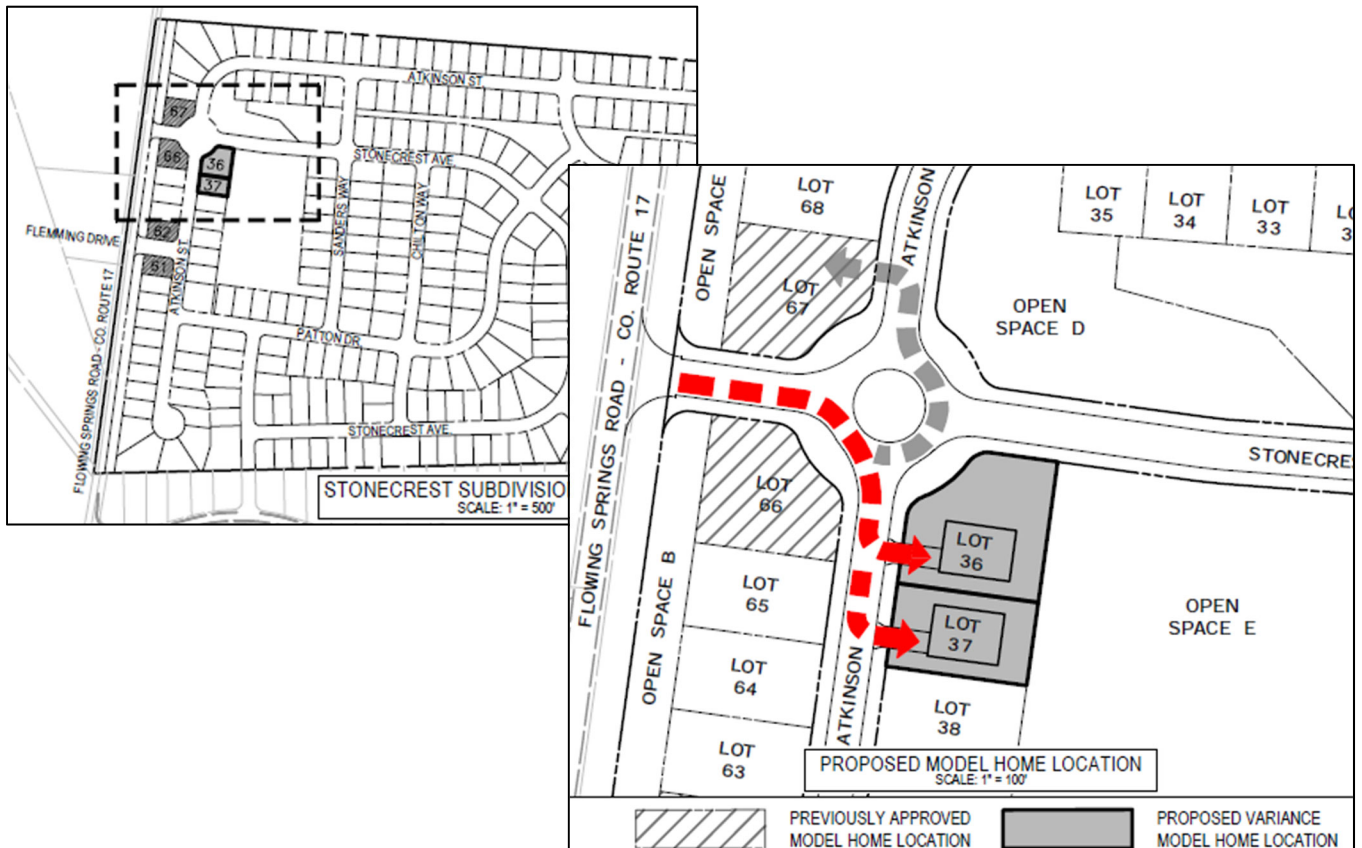 ATKINSON ST
67
66
36
37
STONECREST AVE
SANDERS WAY
CHILTON WAY
FLEMMING DRIVE
62
61
ATKINSON ST
PATTON DR
STONECREST AVE
FLOWING SPRINGS ROAD - CO. ROUTE 17
STONECREST SUBDIVISIO
SCALE: 1" = 500'
LOT
68
LOT
67
LOT
66
LOT
65
LOT
64
LOT
63
OPEN SPACE
OPEN SPACE B
FLOWING SPRINGS ROAD - CO. ROUTE 17
ATKINSON
LOT
35
LOT
34
LOT
33
LO
3
OPEN
SPACE D
STONECRES
LOT
36
LOT
37
LOT
38
OPEN
SPACE E
ATKINSON
PROPOSED MODEL HOME LOCATION
SCALE: 1" = 100'
PREVIOUSLY APPROVED
MODEL HOME LOCATION
PROPOSED VARIANCE
MODEL HOME LOCATION